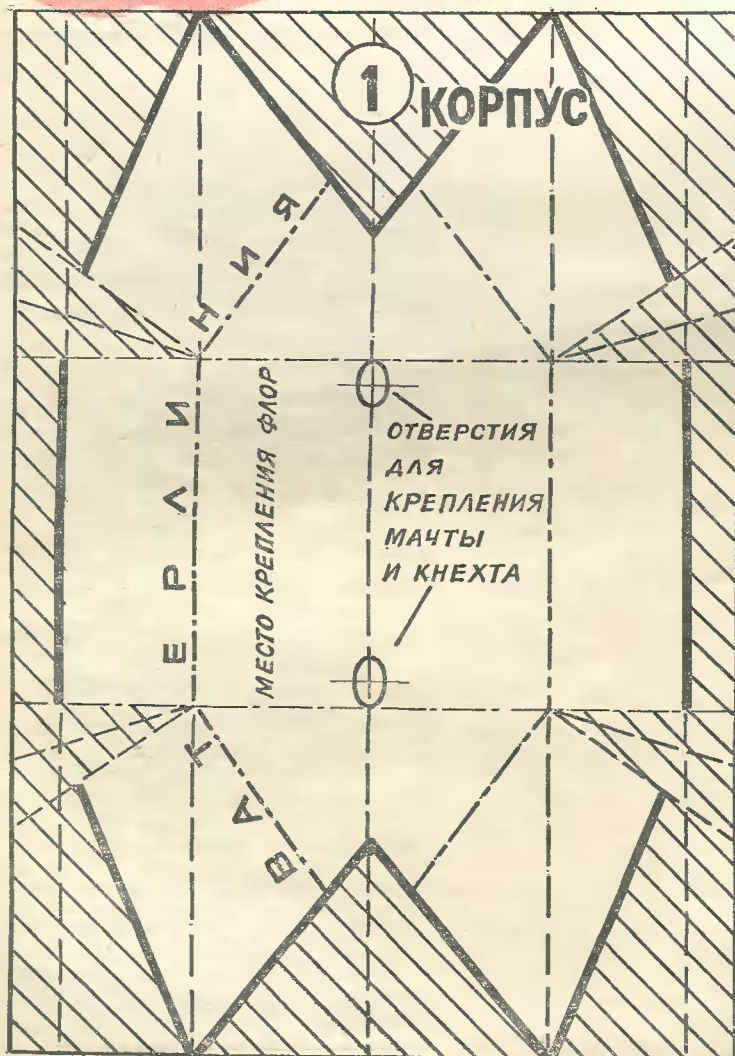 1 КОРПУС
ВАТЕРЛИНИЯ
МЕСТО КРЕПЛЕНИЯ ФЛОР
ОТВЕРСТИЯ
ДЛЯ
КРЕПЛЕНИЯ
МАЧТЫ
И КНЕХТА